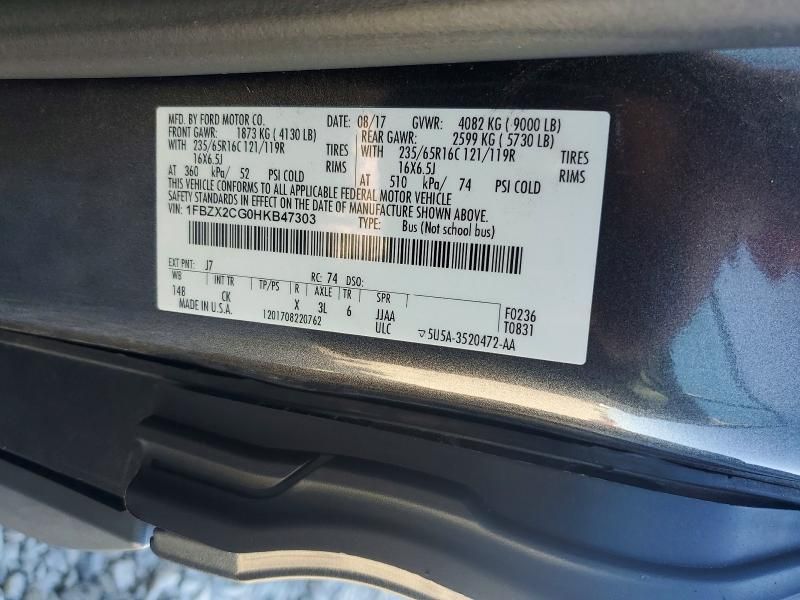 MFD. BY FORD MOTOR CO. DATE: 08/17 GVWR: 4082 KG ( 9000 LB)
FRONT GAWR: 1873 KG ( 4130 LB) REAR GAWR: 2599 KG ( 5730 LB)
WITH 235/65R16C 121/119R TIRES WITH 235/65R16C 121/119R TIRES
16X6.5J RIMS 16X6.5J RIMS
AT 360 kPa/ 52 PSI COLD AT 510 kPa/ 74 PSI COLD
THIS VEHICLE CONFORMS TO ALL APPLICABLE FEDERAL MOTOR VEHICLE
SAFETY STANDARDS IN EFFECT ON THE DATE OF MANUFACTURE SHOWN ABOVE.
VIN: 1FBZX2CG0HKB47303 TYPE: Bus (Not school bus)
EXT PNT: J7 RC: 74 DSO:
WB INT TR TP/PS R AXLE TR SPR F0236
14B CK X 3L 6 JJAA T0831
MADE IN U.S.A. 1201708220762 ULC ▽5U5A-3520472-AA